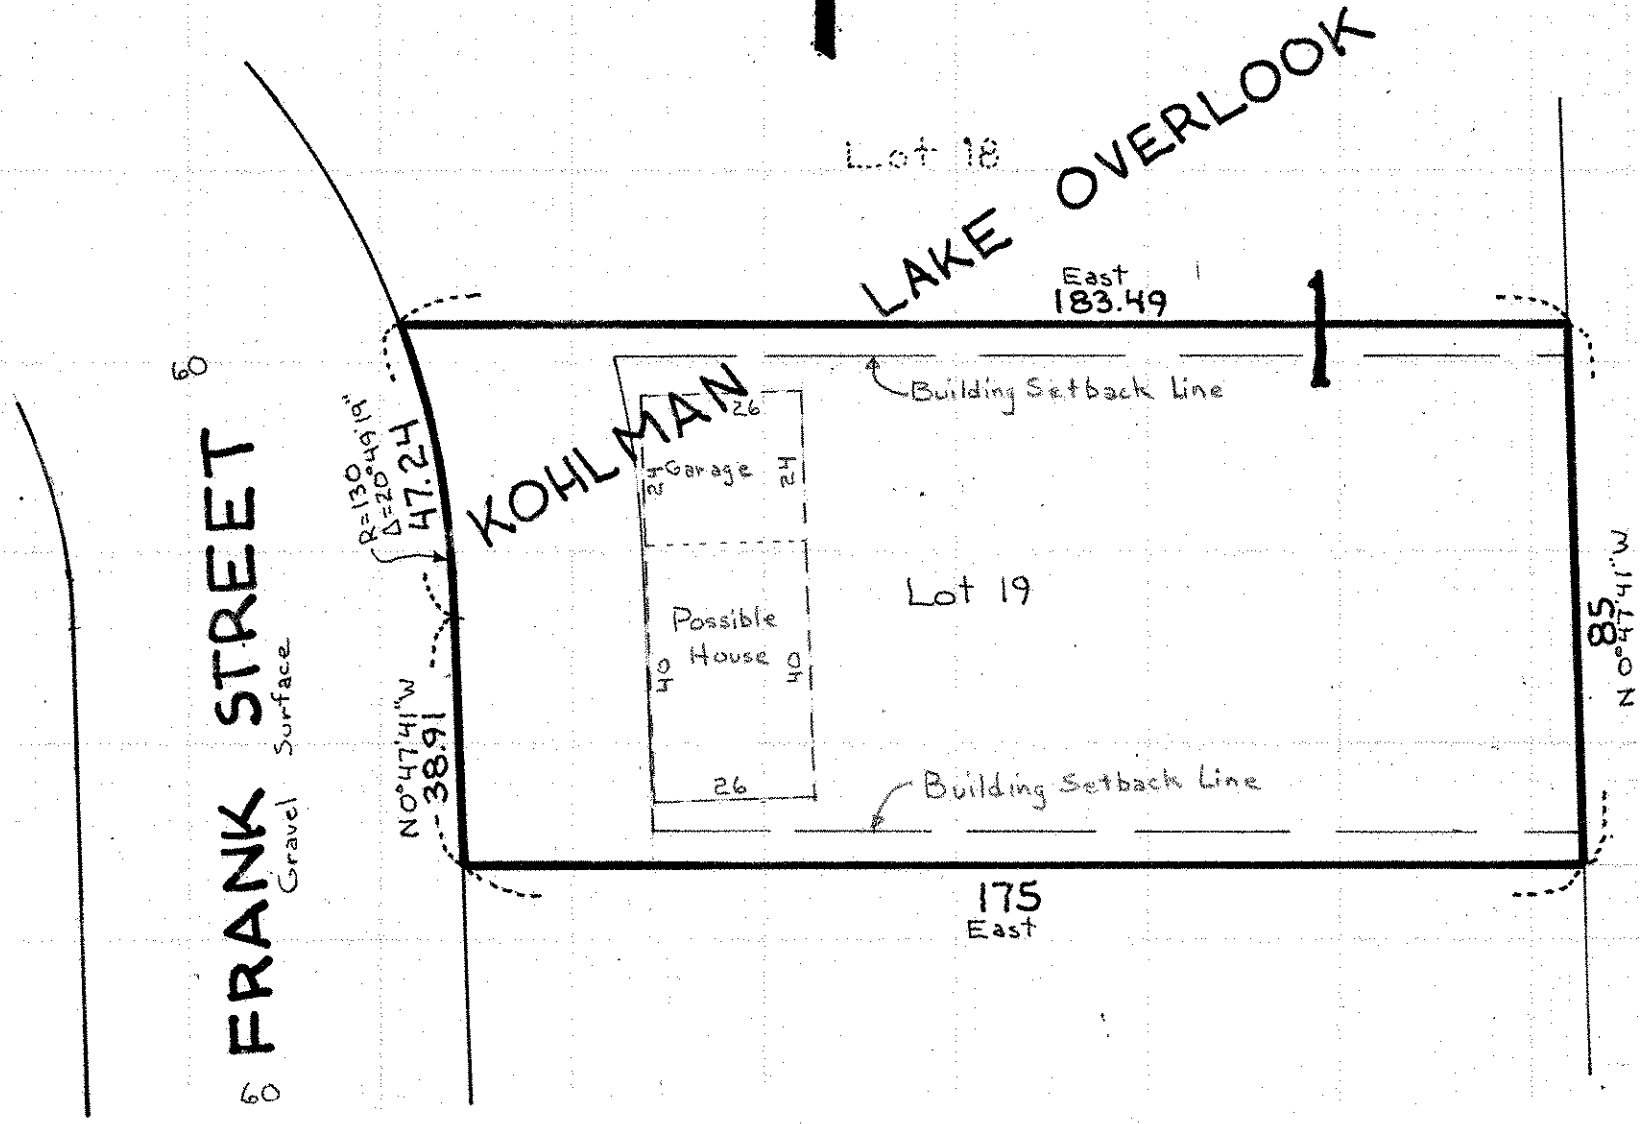 KOHLMAN LAKE OVERLOOK
Lot 18
East
183.49
60
Building Setback Line
26
Garage
24
24
R=130
Δ=20°49'19"
47.24
FRANK STREET
Gravel Surface
Lot 19
Possible
House
40
40
26
N0°47'41"W
38.91
85
N0°47'41"W
Building Setback Line
175
East
60